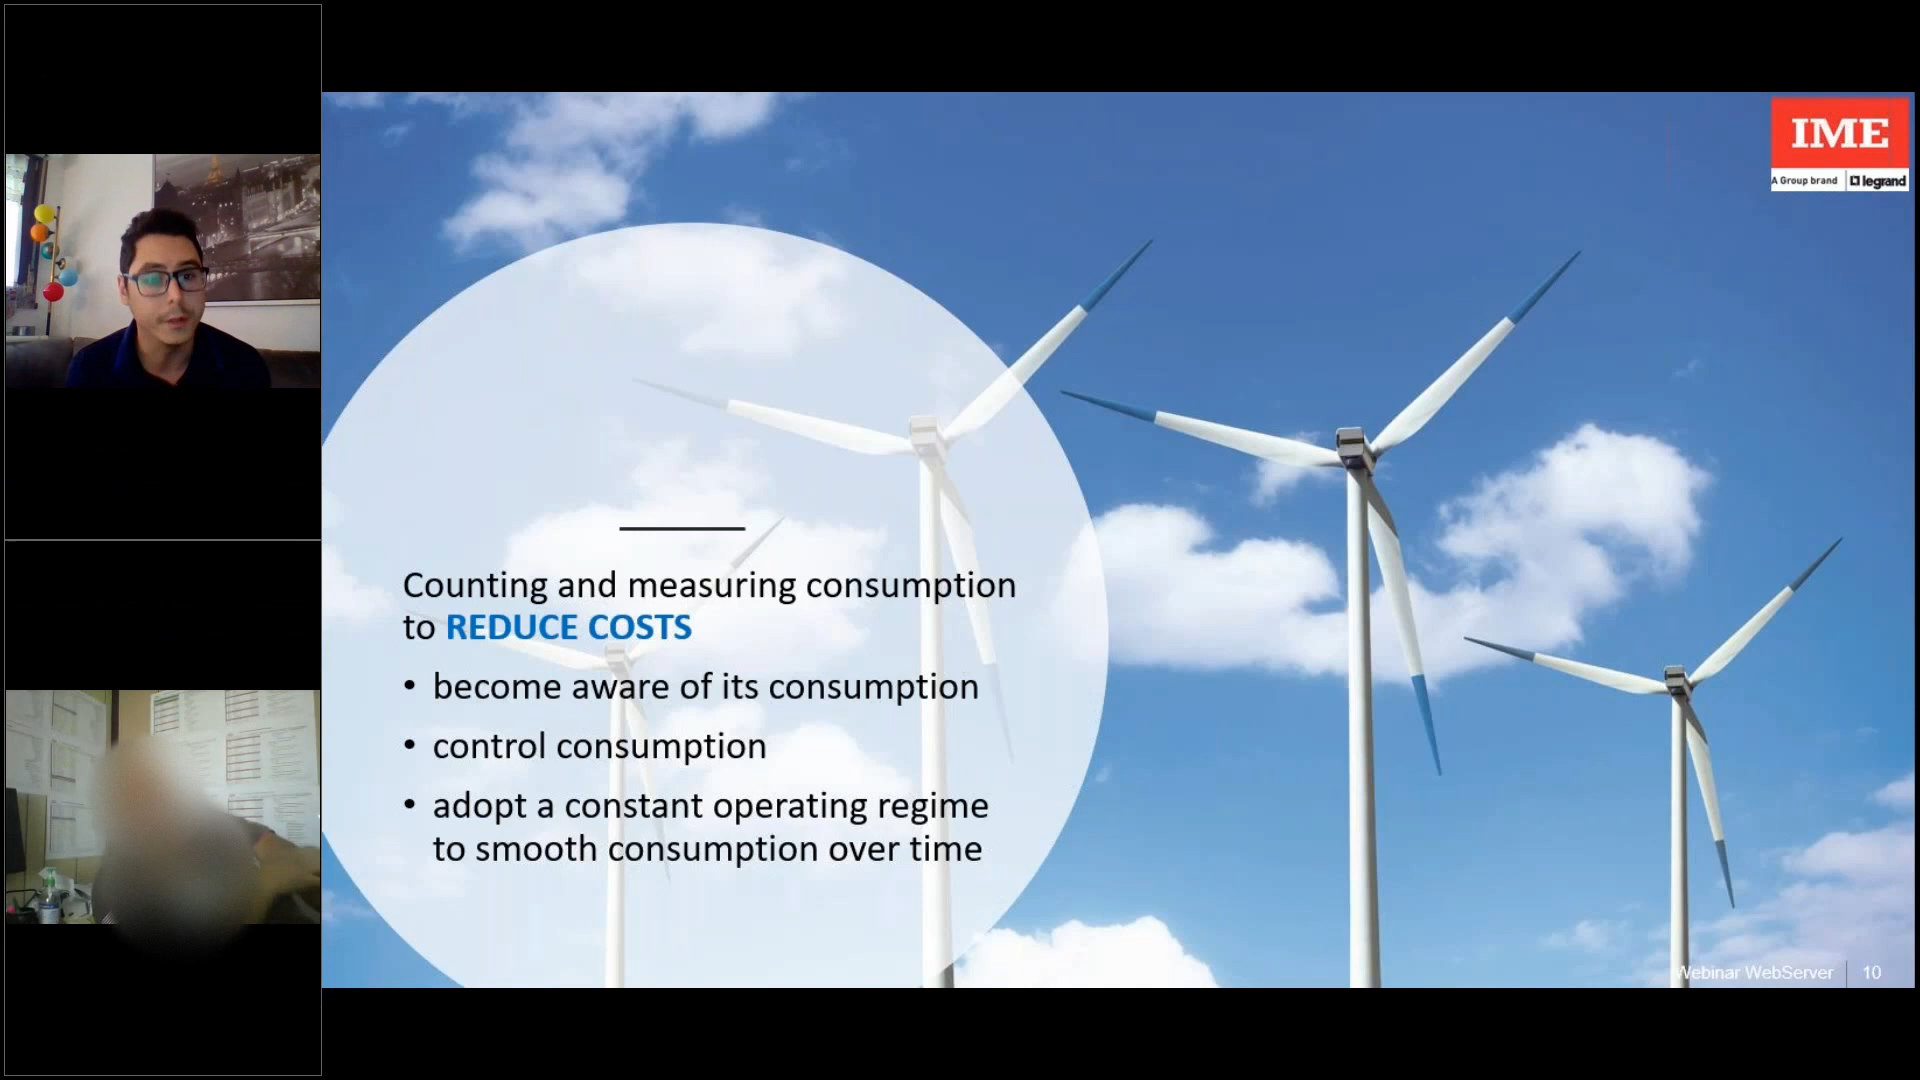 IME
A Group brand
legrand
Counting and measuring consumption
to REDUCE COSTS
• become aware of its consumption
• control consumption
• adopt a constant operating regime
to smooth consumption over time
Webinar WebServer
10